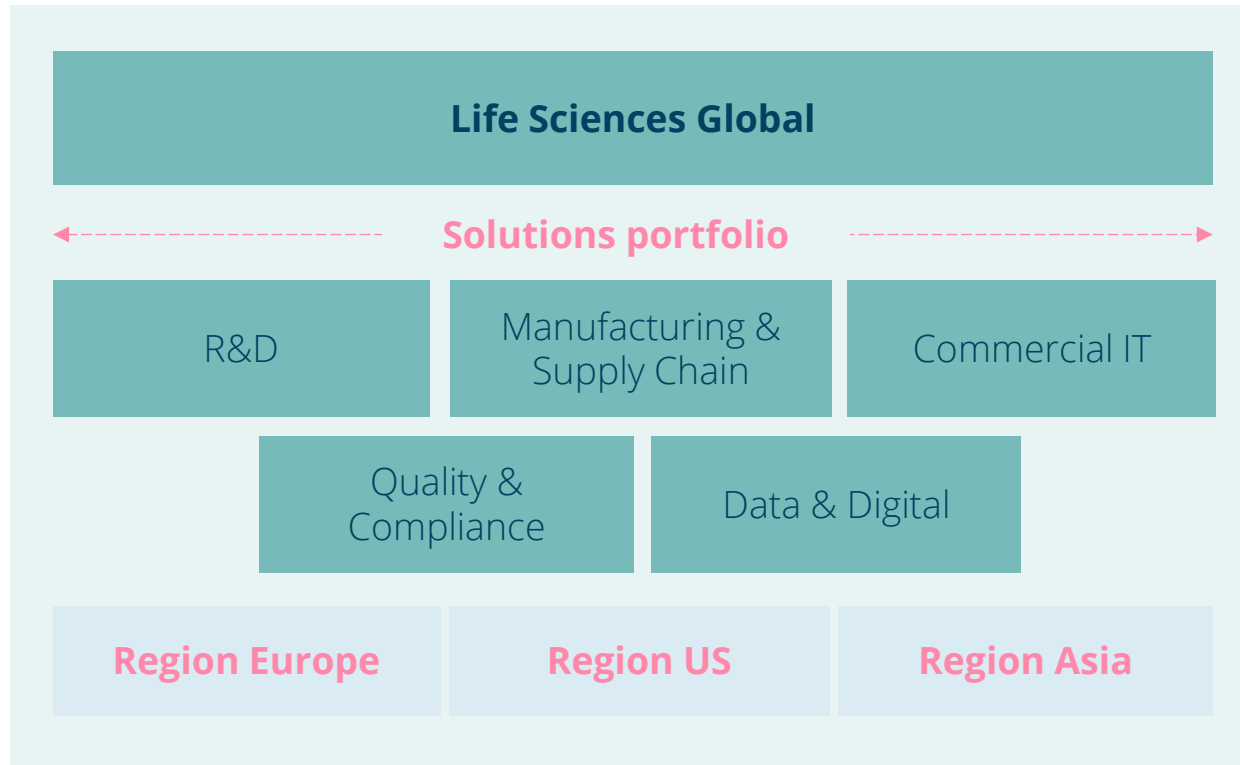 Life Sciences Global
Solutions portfolio
R&D
Manufacturing &
Supply Chain
Commercial IT
Quality &
Compliance
Data & Digital
Region Europe
Region US
Region Asia